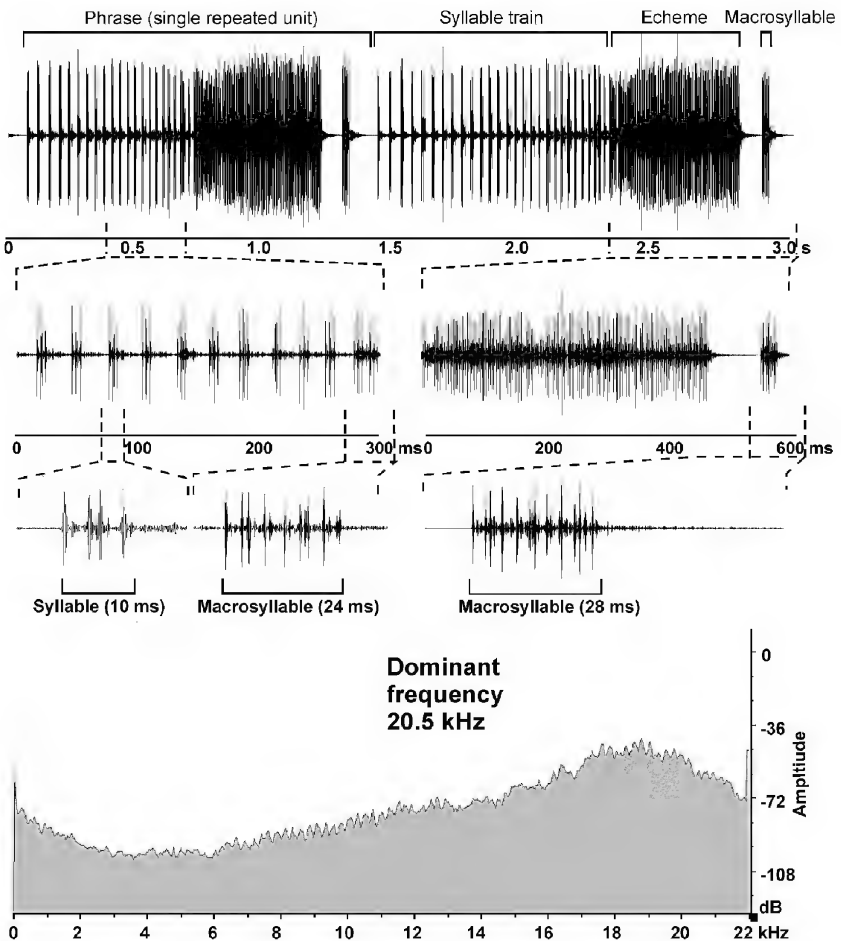 Phrase (single repeated unit) Syllable train Echeme Macrosyllable
0 0.5 1.0 1.5 2.0 2.5 3.0 s
0 100 200 300 ms 0 200 400 600 ms
Syllable (10 ms) Macrosyllable (24 ms) Macrosyllable (28 ms)
Dominant
frequency
20.5 kHz
0
-36
-72
-108
dB
Ampltiude
0 2 4 6 8 10 12 14 16 18 20 22 kHz